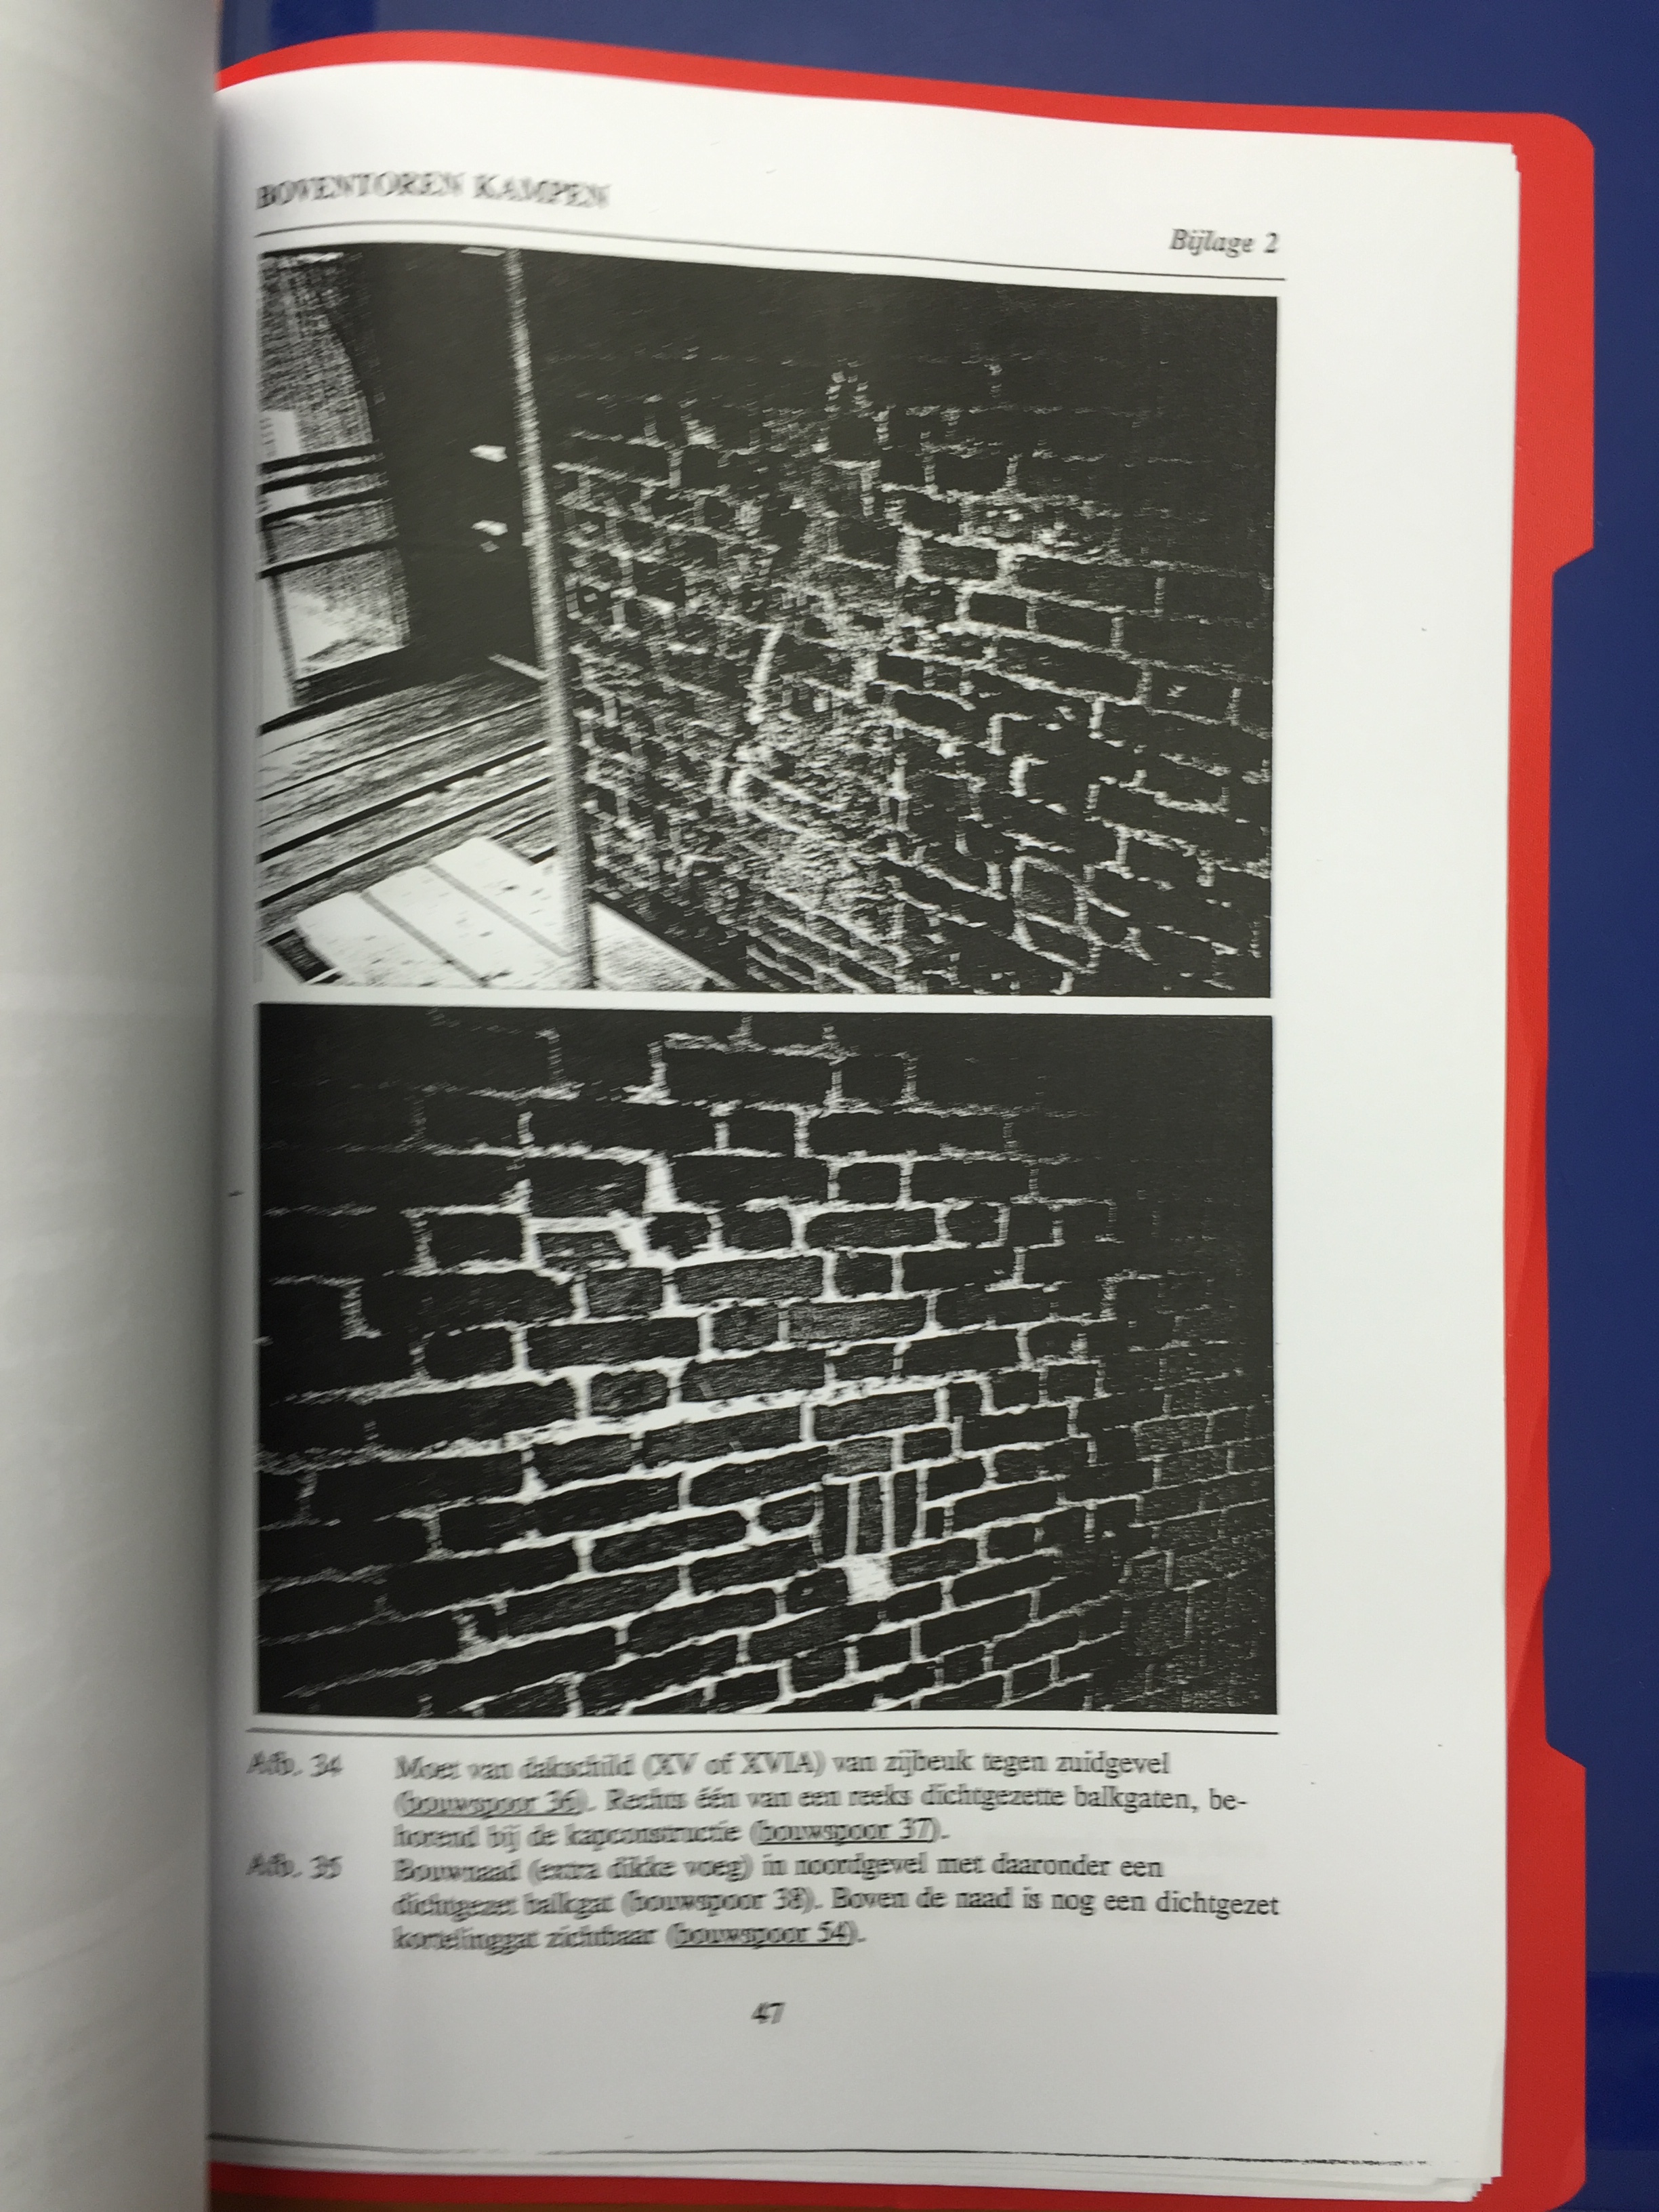 BOVENTOREN KAMPEN
Bijlage 2
Afb. 34 Moet van dakschild (XV of XVIA) van zijbeuk tegen zuidgevel
(bouwspoor 36). Rechts één van een reeks dichtgezette balkgaten, be-
horend bij de kapconstructie (bouwspoor 37).
Afb. 35 Bouwnaad (extra dikke voeg) in noordgevel met daaronder een
dichtgezet balkgat (bouwspoor 38). Boven de naad is nog een dichtgezet
kortelinggat zichtbaar (bouwspoor 54).
47